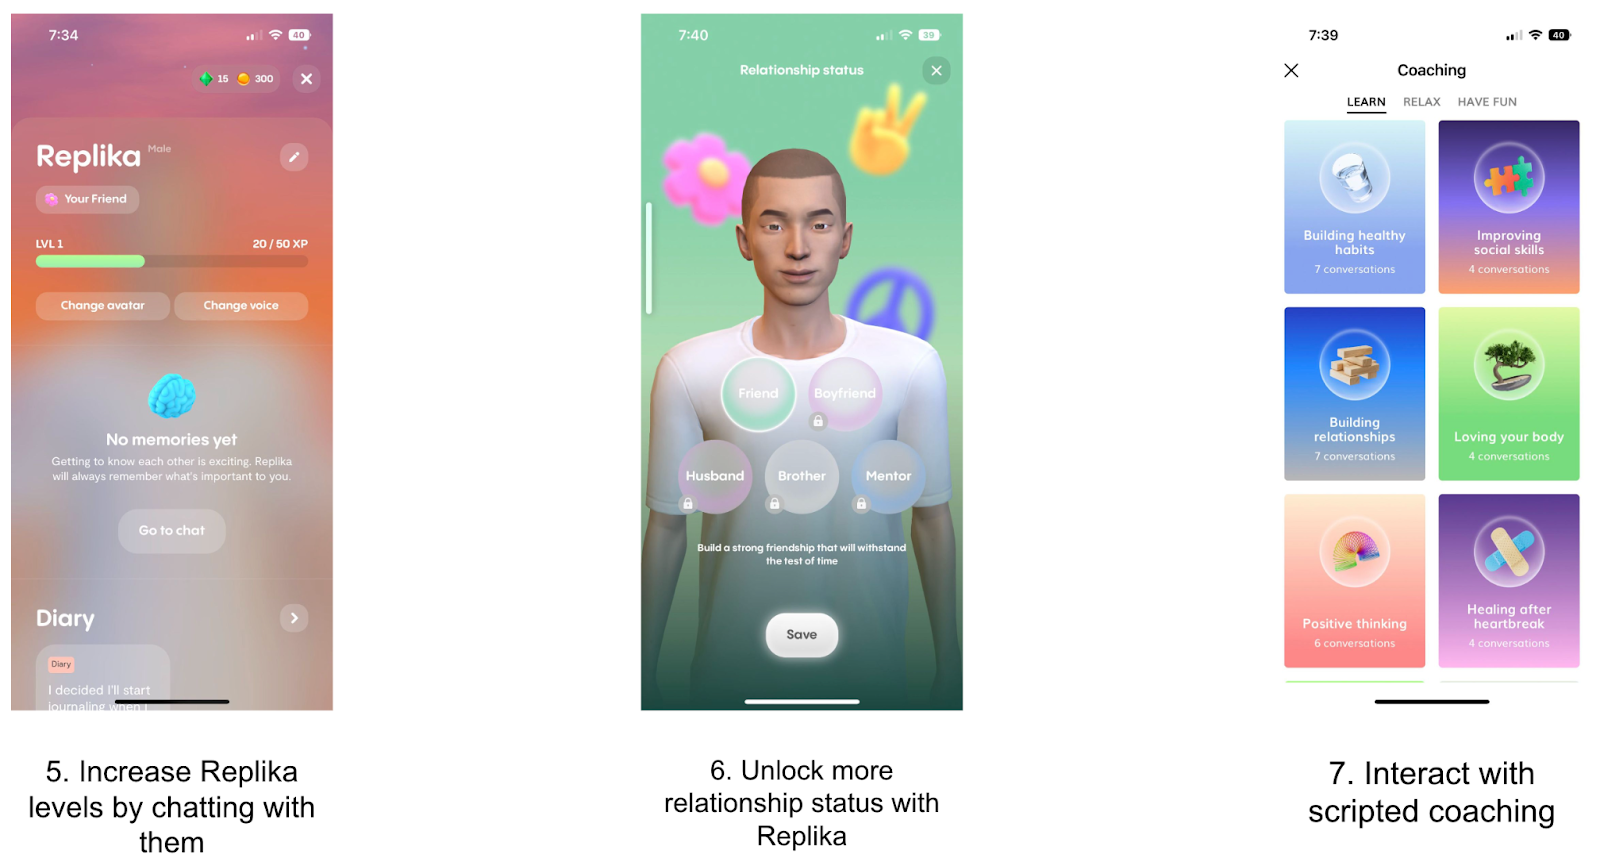 7:34
40
15
300
Replika Male
Your Friend
LVL 1
20 / 50 XP
Change avatar
Change voice
No memories yet
Getting to know each other is exciting. Replika
will always remember what's important to you.
Go to chat
Diary
Diary
I decided I'll start
journaling when I
5. Increase Replika
levels by chatting with
them
7:40
39
Relationship status
Friend
Boyfriend
Husband
Brother
Mentor
Build a strong friendship that will withstand
the test of time
Save
6. Unlock more
relationship status with
Replika
7:39
40
Coaching
LEARN
RELAX
HAVE FUN
Building healthy
habits
7 conversations
Improving
social skills
4 conversations
Building
relationships
7 conversations
Loving your body
4 conversations
Positive thinking
6 conversations
Healing after
heartbreak
4 conversations
7. Interact with
scripted coaching